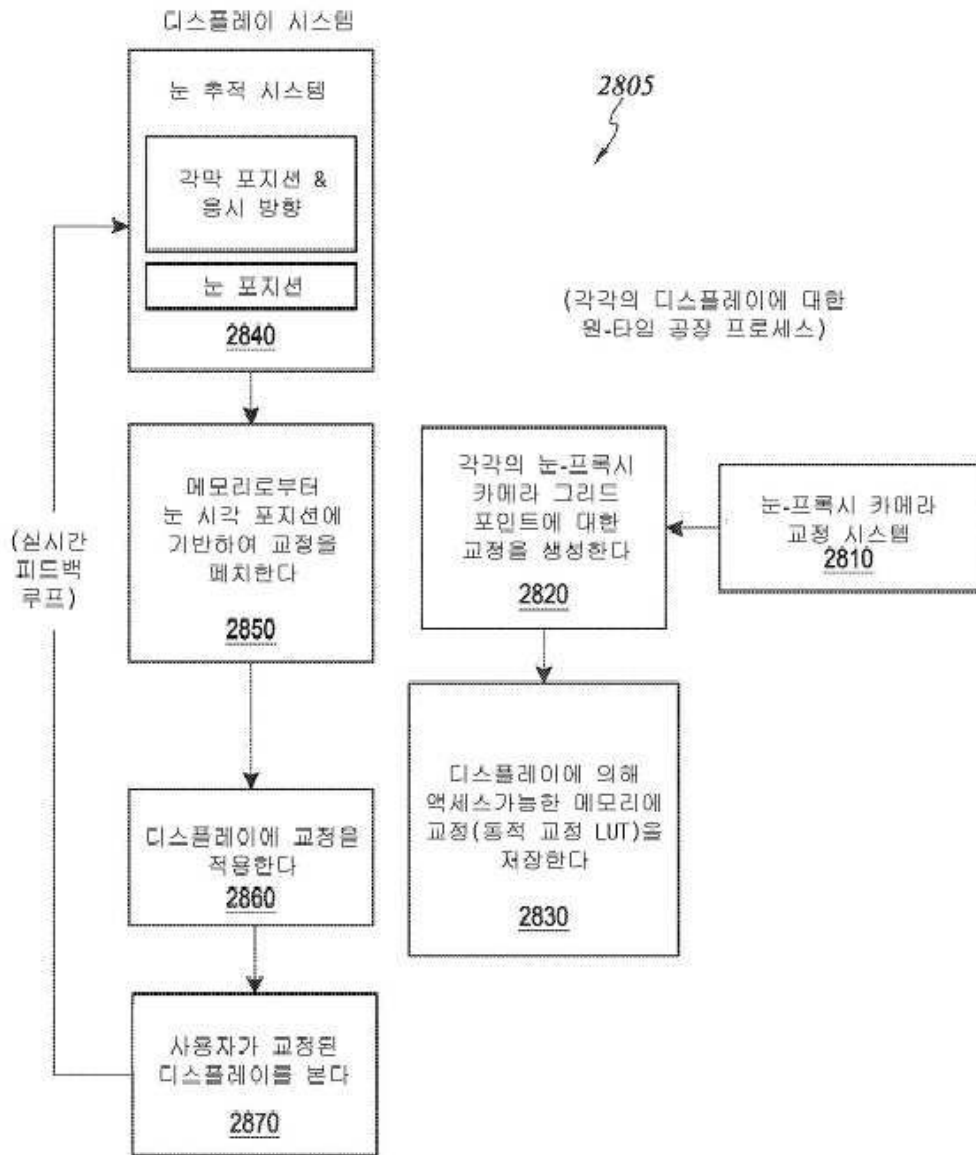 디스플레이 시스템
눈 추적 시스템
각막 포지션 &
응시 방향
눈 포지션
2840
2805
(각각의 디스플레이에 대한
원-타임 공장 프로세스)
메모리로부터
눈 시각 포지션에
기반하여 교정을
페치한다
2850
(실시간
피드백
루프)
각각의 눈-프록시
카메라 그리드
포인트에 대한
교정을 생성한다
2820
눈-프록시 카메라
교정 시스템
2810
디스플레이에 의해
액세스가능한 메모리에
교정(동적 교정 LUT)을
저장한다
2830
디스플레이에 교정을
적용한다
2860
사용자가 교정된
디스플레이를 본다
2870